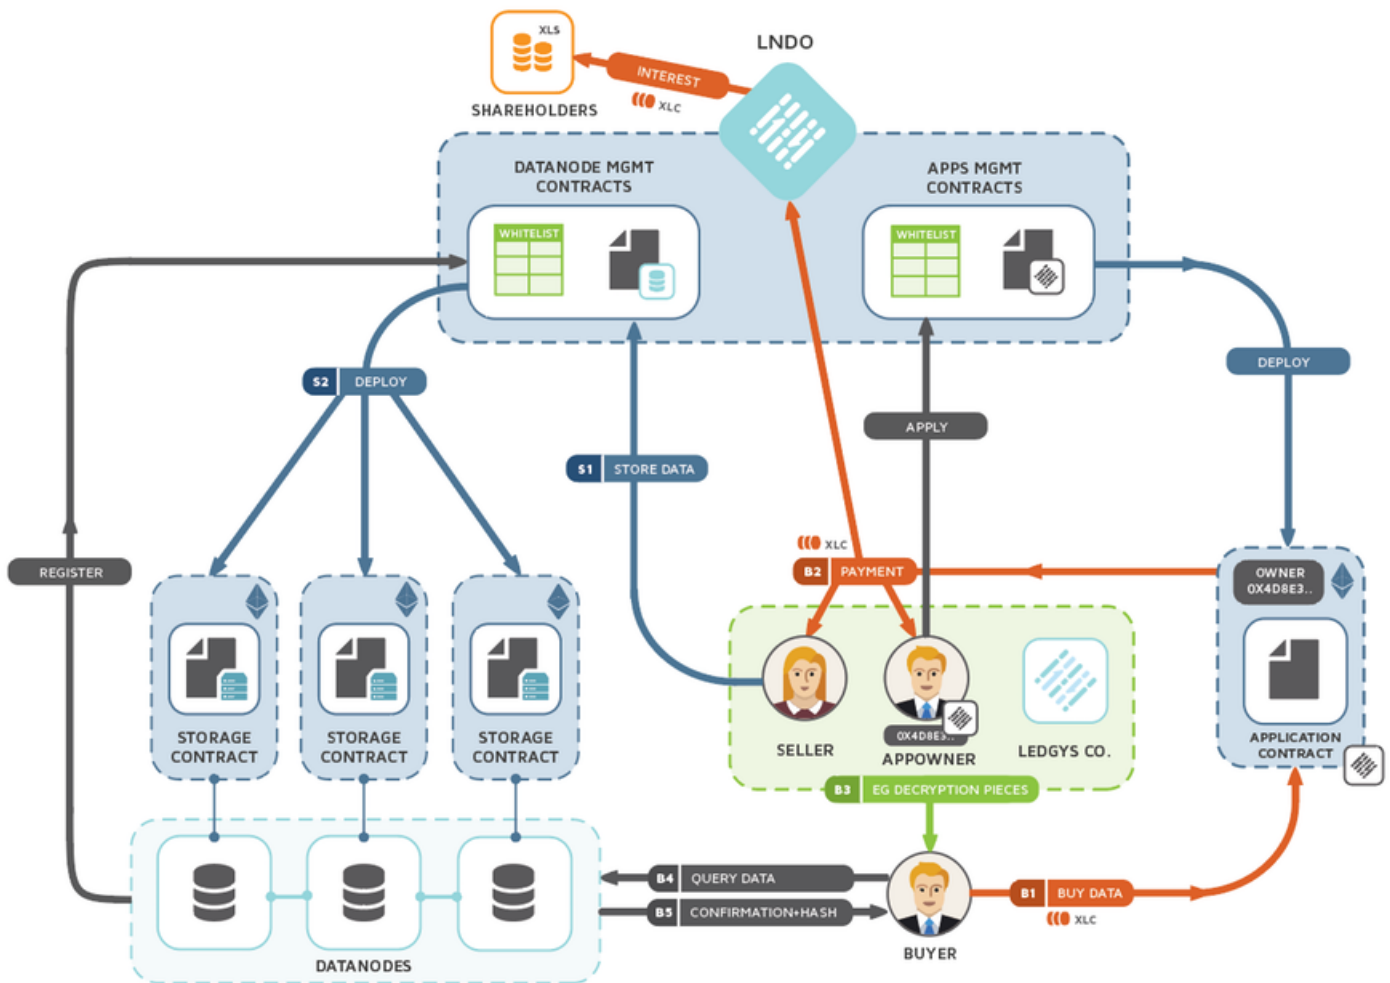 XLS
SHAREHOLDERS
INTEREST
XLC
LNDO
DATANODE MGMT
CONTRACTS
WHITELIST
APPS MGMT
CONTRACTS
WHITELIST
S2 DEPLOY
DEPLOY
APPLY
S1 STORE DATA
REGISTER
XLC
B2 PAYMENT
OWNER
0X4D8E3..
STORAGE
CONTRACT
STORAGE
CONTRACT
STORAGE
CONTRACT
SELLER
0X4D8E3..
APPOWNER
LEDGYS CO.
APPLICATION
CONTRACT
B3 EG DECRYPTION PIECES
B4 QUERY DATA
B5 CONFIRMATION+HASH
B1 BUY DATA
XLC
BUYER
DATANODES